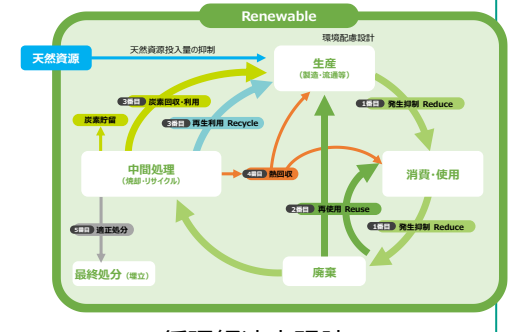 Renewable
環境配慮設計
天然資源投入量の抑制
天然資源
生産
(製造・流通等)
3番目 炭素回収・利用
1番目 発生抑制 Reduce
炭素貯留
3番目 再生利用 Recycle
中間処理
(焼却・リサイクル)
4番目 熱回収
消費・使用
2番目 再使用 Reuse
5番目 適正処分
1番目 発生抑制 Reduce
最終処分 (埋立)
廃棄